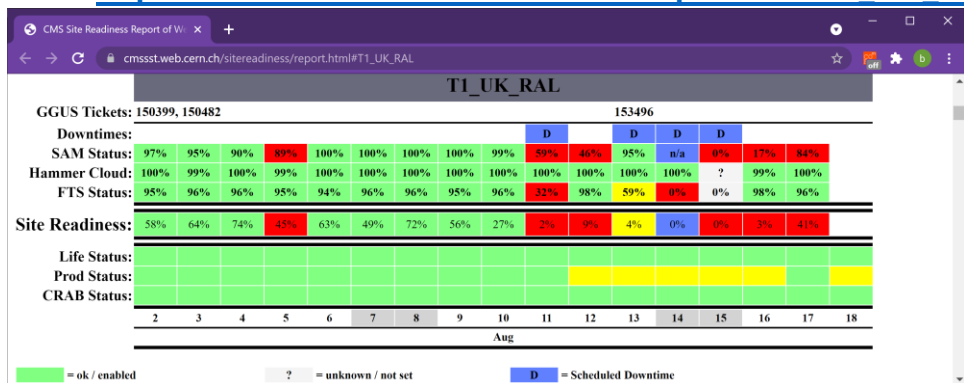 CMS Site Readiness Report of We
cmssst.web.cern.ch/sitereadiness/report.html#T1_UK_RAL
off
b
T1_UK_RAL
GGUS Tickets: 150399, 150482 153496
Downtimes: D D D D
SAM Status: 97% 95% 90% 89% 100% 100% 100% 100% 99% 59% 46% 95% n/a 0% 17% 84%
Hammer Cloud: 100% 99% 100% 99% 100% 100% 100% 100% 100% 100% 100% 100% 100% ? 99% 100%
FTS Status: 95% 96% 96% 95% 94% 96% 96% 95% 96% 32% 98% 59% 0% 0% 98% 96%
Site Readiness: 58% 64% 74% 45% 63% 49% 72% 56% 27% 2% 9% 4% 0% 0% 3% 41%
Life Status:
Prod Status:
CRAB Status:
2 3 4 5 6 7 8 9 10 11 12 13 14 15 16 17 18
Aug
= ok / enabled ? = unknown / not set D = Scheduled Downtime